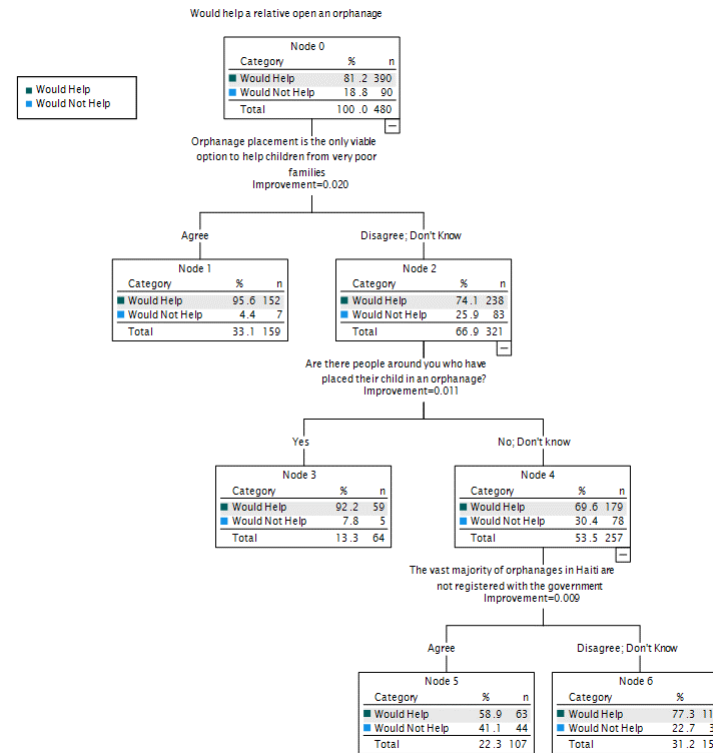 Would help a relative open an orphanage
Would Help
Would Not Help
Node 0
Category % n
Would Help 81.2 390
Would Not Help 18.8 90
Total 100.0 480
Orphanage placement is the only viable
option to help children from very poor
families
Improvement=0.020
Agree
Disagree; Don't Know
Node 1
Category % n
Would Help 95.6 152
Would Not Help 4.4 7
Total 33.1 159
Node 2
Category % n
Would Help 74.1 238
Would Not Help 25.9 83
Total 66.9 321
Are there people around you who have
placed their child in an orphanage?
Improvement=0.011
Yes
No; Don't know
Node 3
Category % n
Would Help 92.2 59
Would Not Help 7.8 5
Total 13.3 64
Node 4
Category % n
Would Help 69.6 179
Would Not Help 30.4 78
Total 53.5 257
The vast majority of orphanages in Haiti are
not registered with the government
Improvement=0.009
Agree
Disagree; Don't Know
Node 5
Category % n
Would Help 58.9 63
Would Not Help 41.1 44
Total 22.3 107
Node 6
Category %
Would Help 77.3
Would Not Help 22.7
Total 31.2